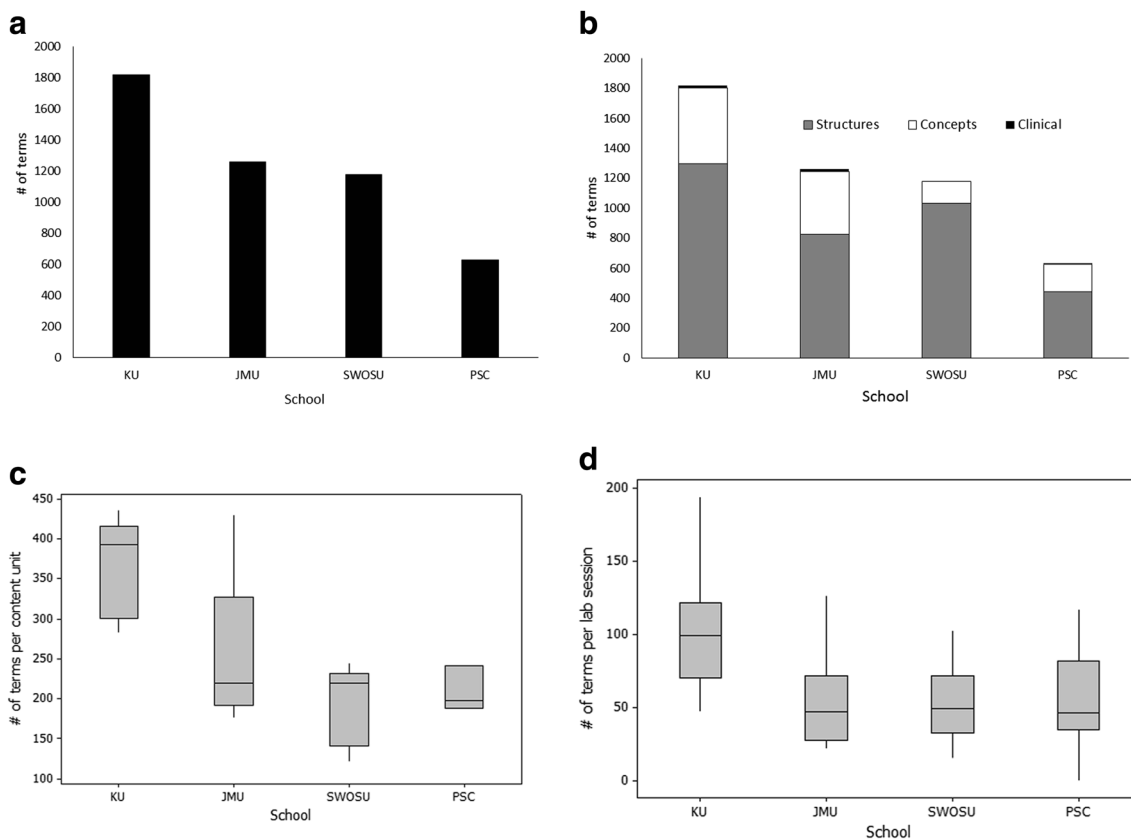 a
2000
1800
1600
1400
1200
1000
800
600
400
200
0
# of terms
KU JMU SWOSU PSC
School
b
2000
1800
1600
1400
1200
1000
800
600
400
200
0
# of terms
Structures Concepts Clinical
KU JMU SWOSU PSC
School
c
450
400
350
300
250
200
150
100
# of terms per content unit
KU JMU SWOSU PSC
School
d
200
150
100
50
0
# of terms per lab session
KU JMU SWOSU PSC
School